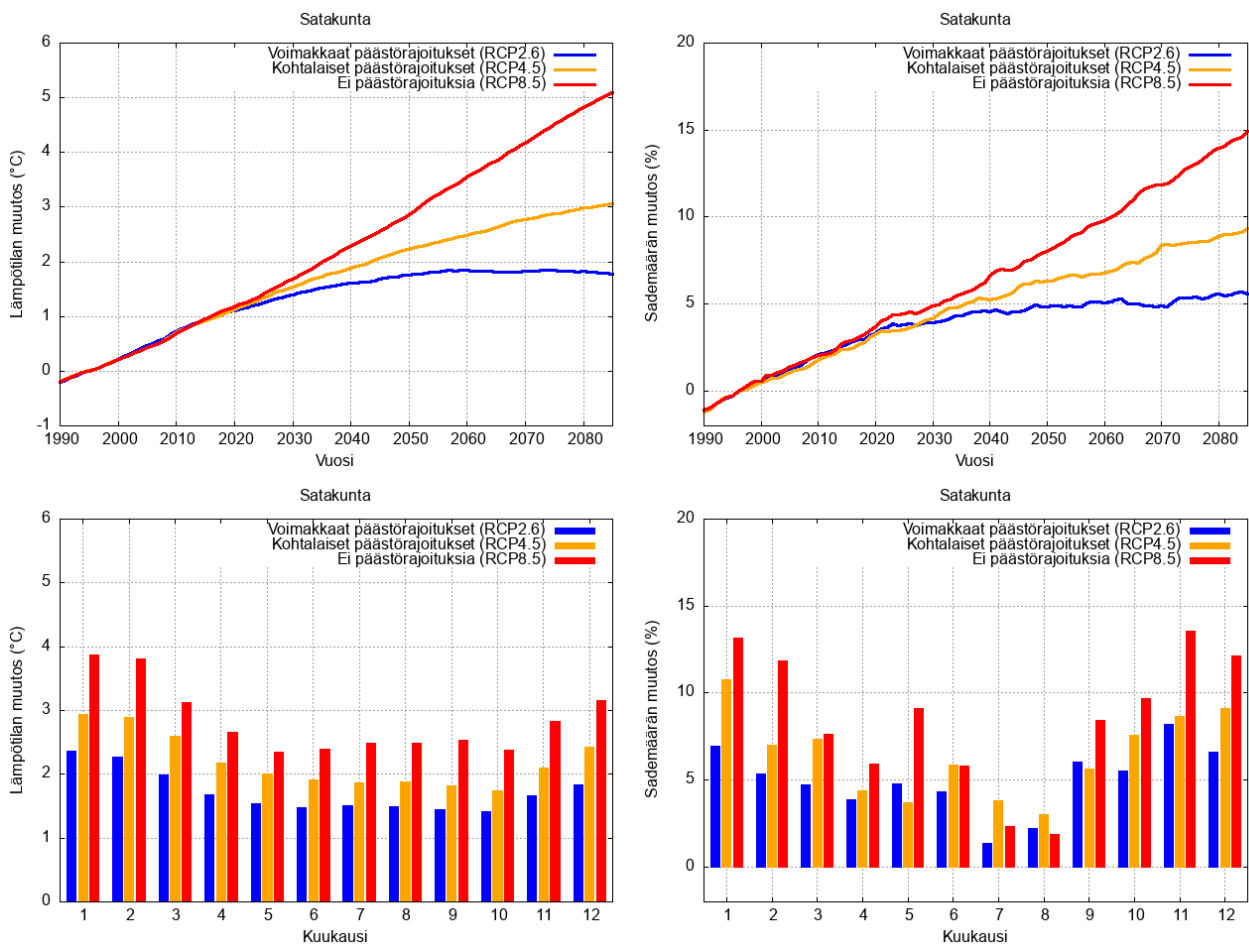 Satakunta
Voimakkaat päästörajoitukset (RCP2.6)
Kohtalaiset päästörajoitukset (RCP4.5)
Ei päästörajoituksia (RCP8.5)
Lämpötilan muutos (°C)
6
5
4
3
2
1
0
-1
1990 2000 2010 2020 2030 2040 2050 2060 2070 2080
Vuosi
Satakunta
Voimakkaat päästörajoitukset (RCP2.6)
Kohtalaiset päästörajoitukset (RCP4.5)
Ei päästörajoituksia (RCP8.5)
Sademäärän muutos (%)
20
15
10
5
0
1990 2000 2010 2020 2030 2040 2050 2060 2070 2080
Vuosi
Satakunta
Voimakkaat päästörajoitukset (RCP2.6)
Kohtalaiset päästörajoitukset (RCP4.5)
Ei päästörajoituksia (RCP8.5)
Lämpötilan muutos (°C)
6
5
4
3
2
1
0
1 2 3 4 5 6 7 8 9 10 11 12
Kuukausi
Satakunta
Voimakkaat päästörajoitukset (RCP2.6)
Kohtalaiset päästörajoitukset (RCP4.5)
Ei päästörajoituksia (RCP8.5)
Sademäärän muutos (%)
20
15
10
5
0
1 2 3 4 5 6 7 8 9 10 11 12
Kuukausi